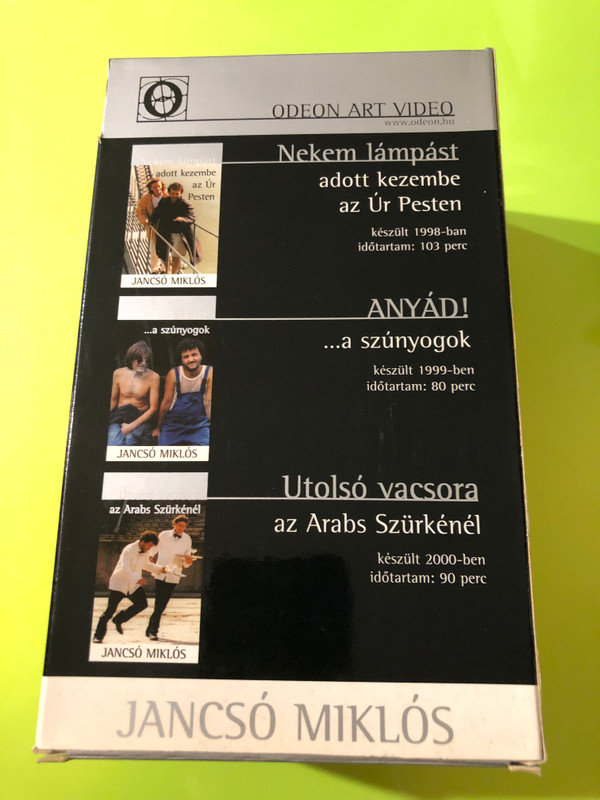 ODEON ART VIDEO
www.odeon.hu
Nekem lámpást
adott kezembe
az Úr Pesten
készült 1998-ban
időtartam: 103 perc
Nekem lámpást
adott kezembe
az Úr
Pesten
JANCSÓ MIKLÓS
ANYÁD!
...a szúnyogok
készült 1999-ben
időtartam: 80 perc
...a szúnyogok
JANCSÓ MIKLÓS
Utolsó vacsora
az Arabs Szürkénél
készült 2000-ben
időtartam: 90 perc
az Arabs Szürkénél
JANCSÓ MIKLÓS
JANCSÓ MIKLÓS